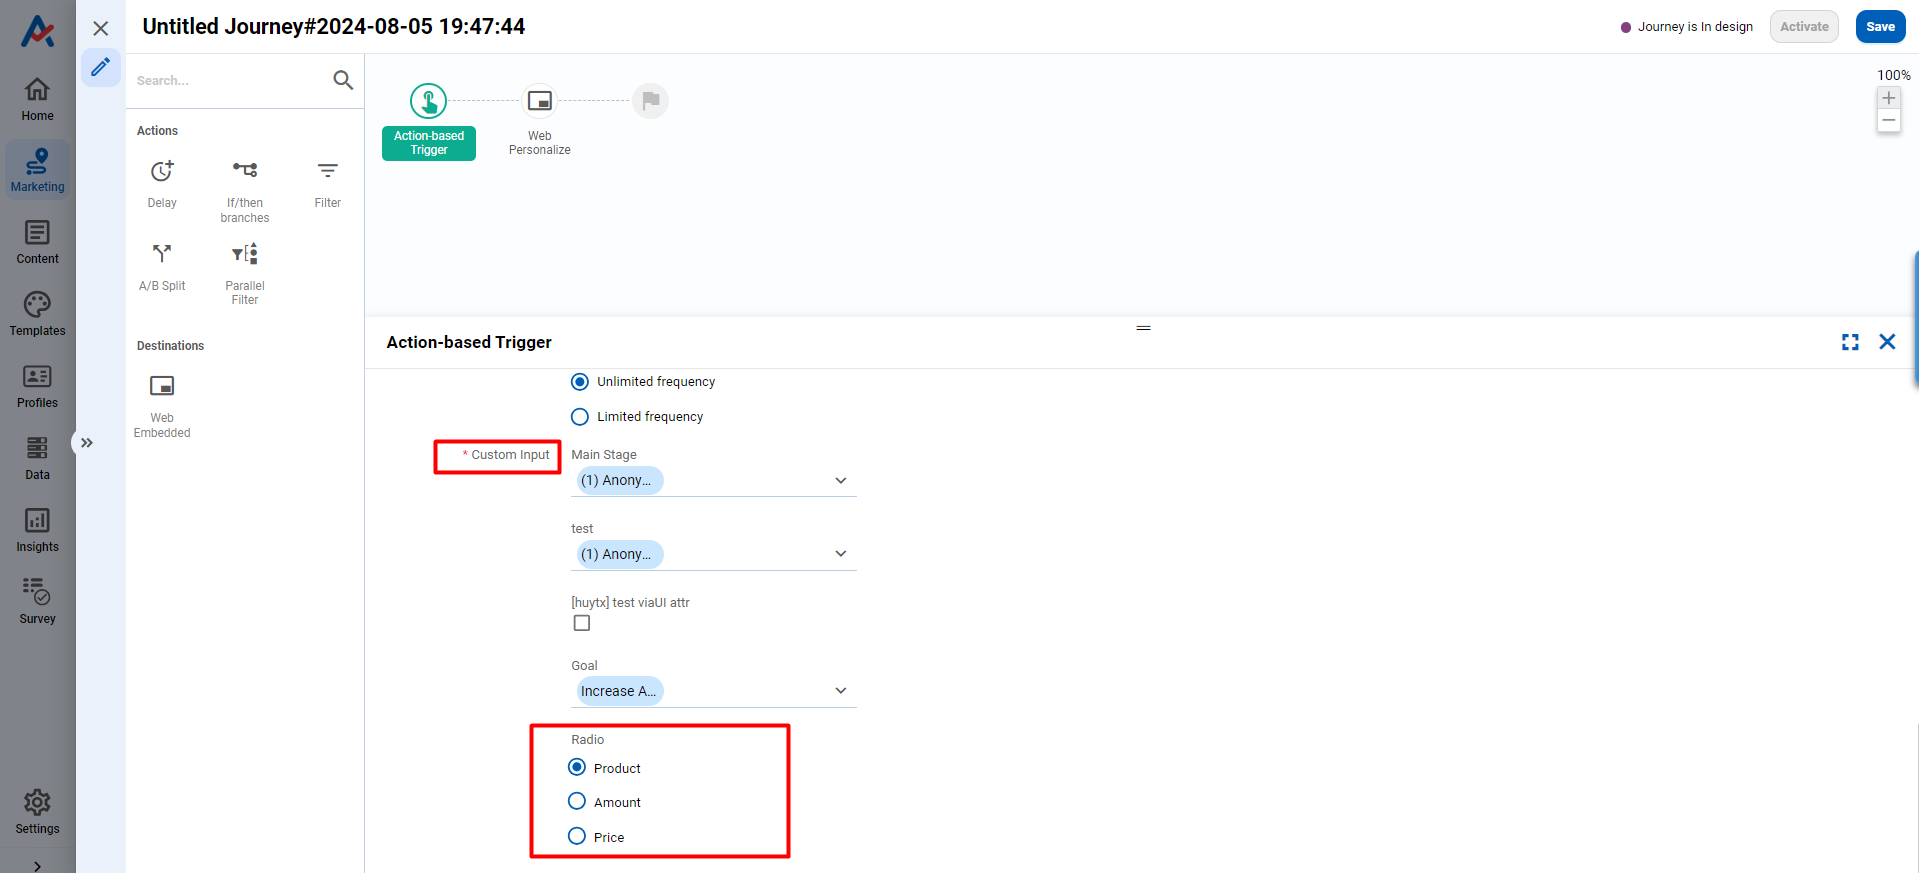 Untitled Journey#2024-08-05 19:47:44
Journey is In design
Activate
Save
Home
Marketing
Content
Templates
Profiles
Data
Insights
Survey
Settings
Search...
Actions
Delay
If/then
branches
Filter
A/B Split
Parallel
Filter
Destinations
Web
Embedded
Action-based
Trigger
Web
Personalize
100%
Action-based Trigger
Unlimited frequency
Limited frequency
* Custom Input
Main Stage
(1) Anony...
test
(1) Anony...
[huytx] test viaUI attr
Goal
Increase A...
Radio
Product
Amount
Price